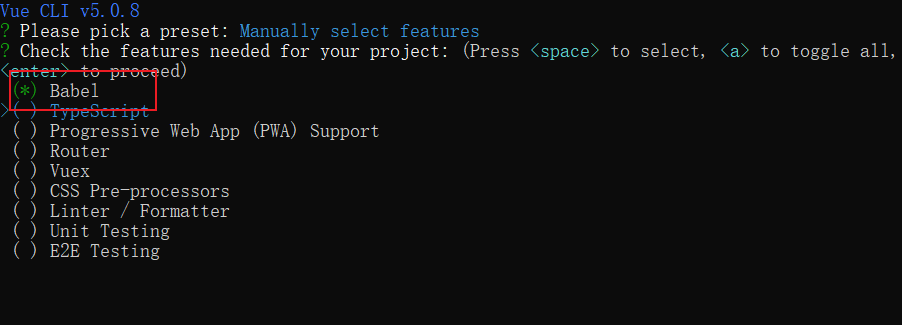 Vue CLI v5.0.8
? Please pick a preset: Manually select features
? Check the features needed for your project: (Press <space> to select, <a> to toggle all,
<enter> to proceed)
(*) Babel
>( ) TypeScript
( ) Progressive Web App (PWA) Support
( ) Router
( ) Vuex
( ) CSS Pre-processors
( ) Linter / Formatter
( ) Unit Testing
( ) E2E Testing